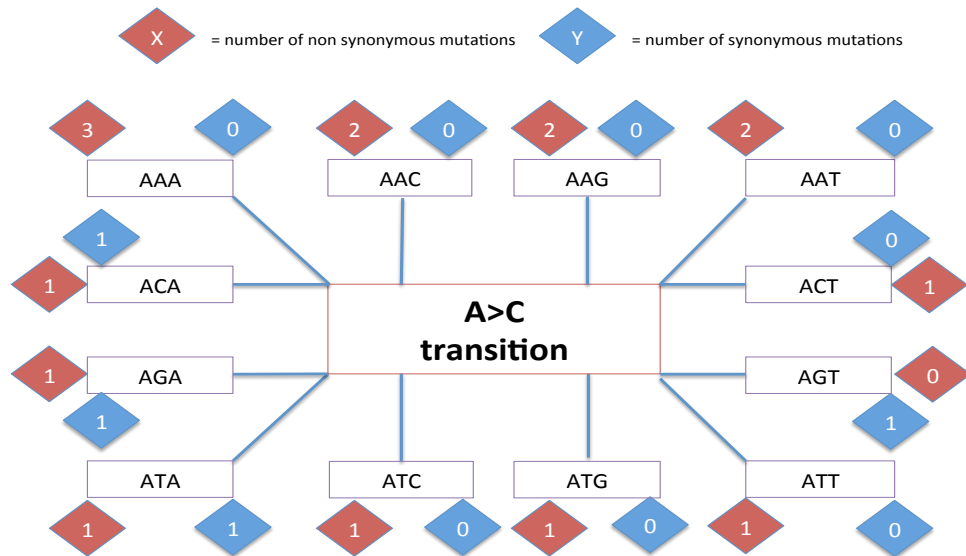 X = number of non synonymous mutations Y = number of synonymous mutations
3 0 2 0 2 0 2 0
AAA AAC AAG AAT
1 0
1 ACA ACT 1
A>C
transition
1 AGA AGT 0
1 1
ATA ATC ATG ATT
1 1 1 0 1 0 1 0